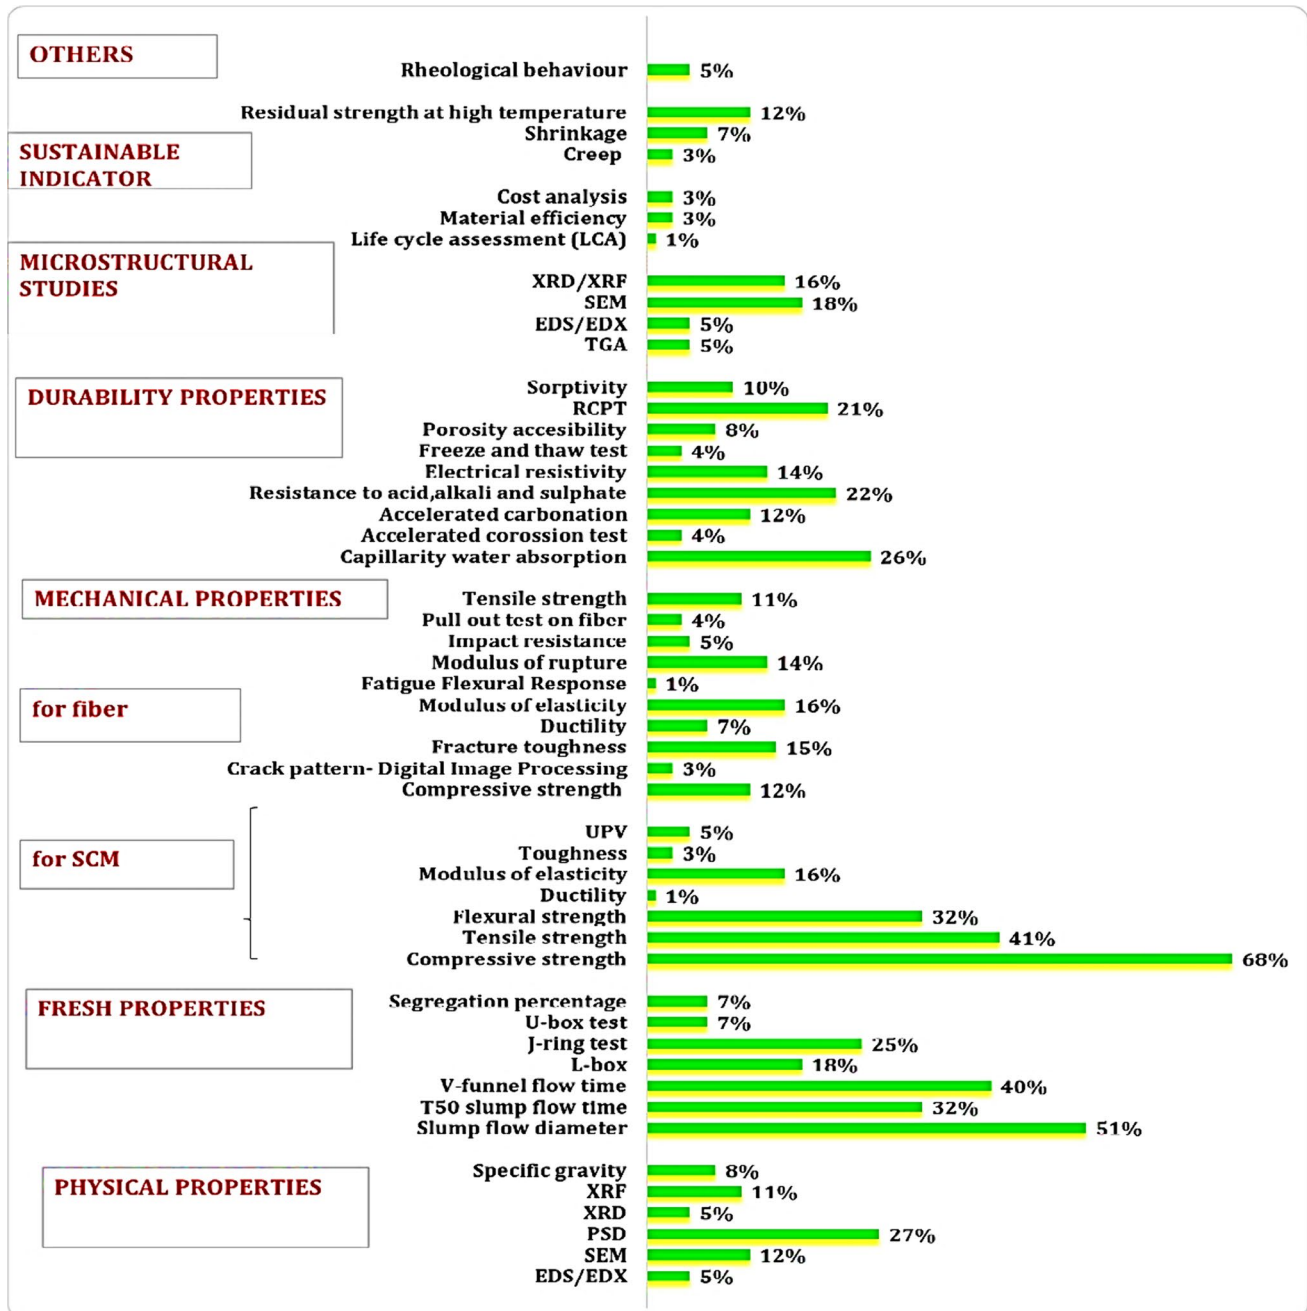 OTHERS
Rheological behaviour 5%
Residual strength at high temperature 12%
Shrinkage 7%
Creep 3%
SUSTAINABLE
INDICATOR
Cost analysis 3%
Material efficiency 3%
Life cycle assessment (LCA) 1%
MICROSTRUCTURAL
STUDIES
XRD/XRF 16%
SEM 18%
EDS/EDX 5%
TGA 5%
DURABILITY PROPERTIES
Sorptivity 10%
RCPT 21%
Porosity accesibility 8%
Freeze and thaw test 4%
Electrical resistivity 14%
Resistance to acid,alkali and sulphate 22%
Accelerated carbonation 12%
Accelerated corossion test 4%
Capillarity water absorption 26%
MECHANICAL PROPERTIES
Tensile strength 11%
Pull out test on fiber 4%
Impact resistance 5%
Modulus of rupture 14%
Fatigue Flexural Response 1%
for fiber
Modulus of elasticity 16%
Ductility 7%
Fracture toughness 15%
Crack pattern- Digital Image Processing 3%
Compressive strength 12%
for SCM
UPV 5%
Toughness 3%
Modulus of elasticity 16%
Ductility 1%
Flexural strength 32%
Tensile strength 41%
Compressive strength 68%
FRESH PROPERTIES
Segregation percentage 7%
U-box test 7%
J-ring test 25%
L-box 18%
V-funnel flow time 40%
T50 slump flow time 32%
Slump flow diameter 51%
PHYSICAL PROPERTIES
Specific gravity 8%
XRF 11%
XRD 5%
PSD 27%
SEM 12%
EDS/EDX 5%